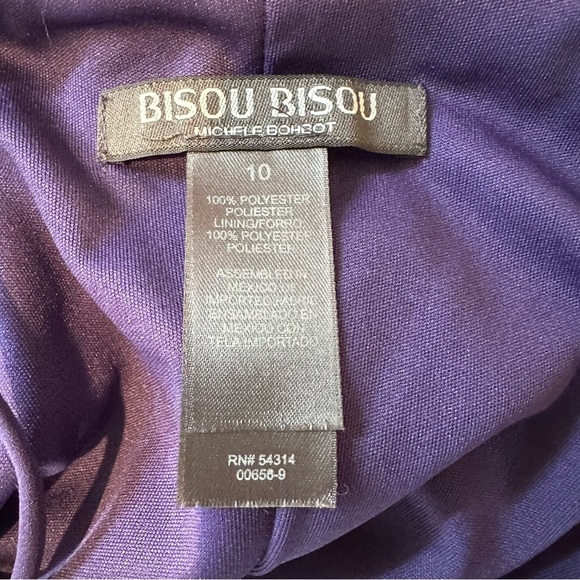 BISOU BISOU
MICHELE BOHBOT
10
100% POLYESTER
POLIESTER
LINING/FORRO
100% POLYESTER
POLIESTER
ASSEMBLED IN
MEXICO OF
IMPORTED FABRIC
ENSAMBLADO EN
MEXICO CON
TELA IMPORTADO
RN# 54314
00656-9